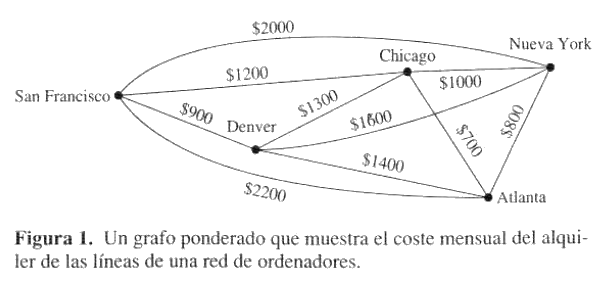 $2000
Nueva York
Chicago
$1200
$1000
San Francisco
$900
$1300
Denver
$1600
$700
$800
$1400
$2200
Atlanta
Figura 1. Un grafo ponderado que muestra el coste mensual del alqui-
ler de las líneas de una red de ordenadores.